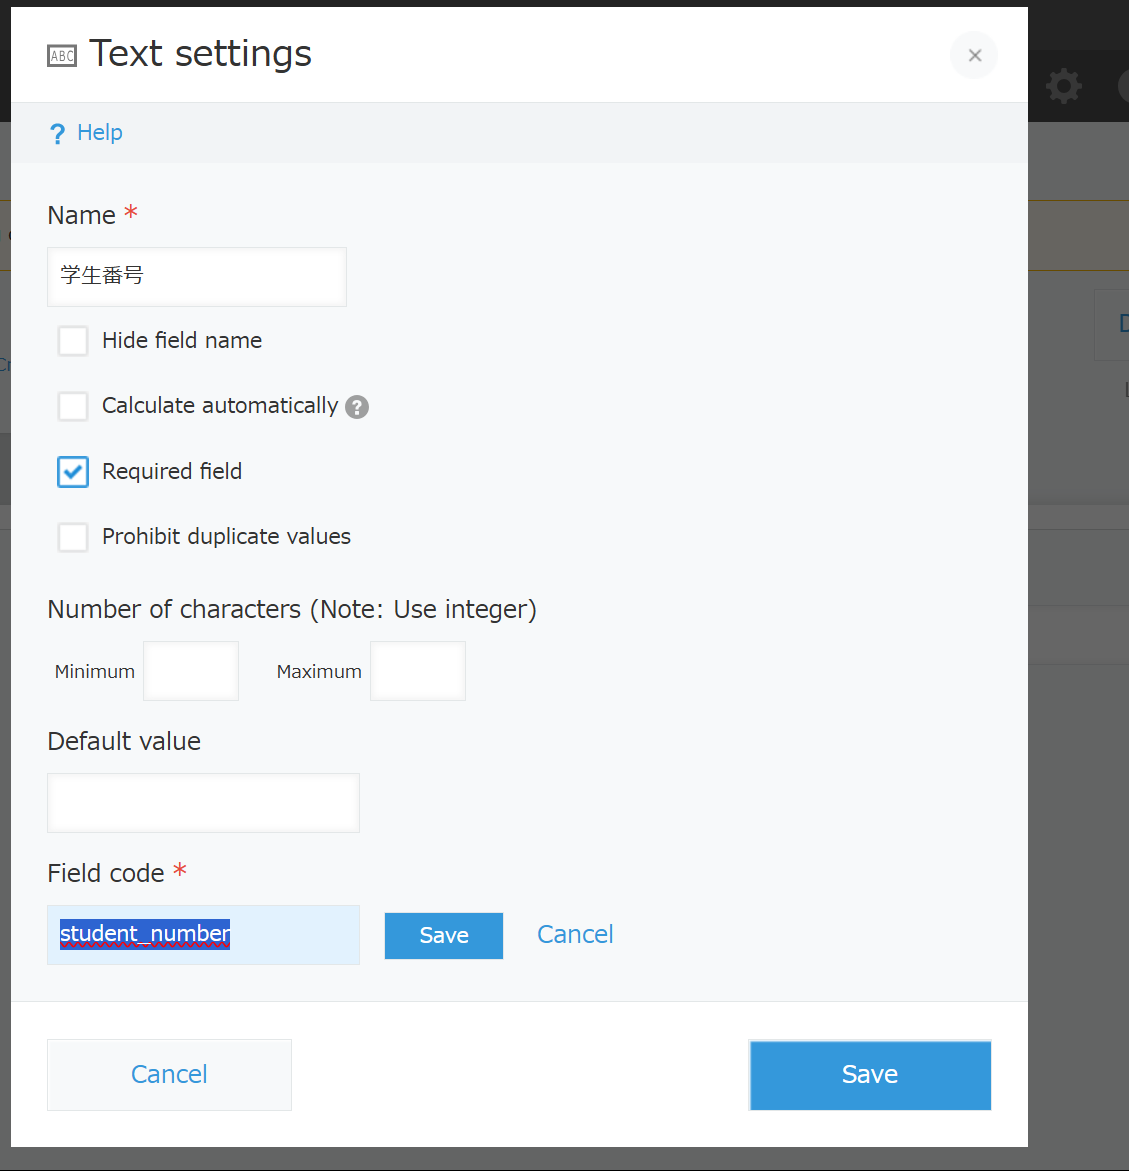 ABC Text settings
×
? Help
Name *
学生番号
Hide field name
Calculate automatically ?
Required field
Prohibit duplicate values
Number of characters (Note: Use integer)
Minimum Maximum
Default value
Field code *
student_number Save Cancel
Cancel Save